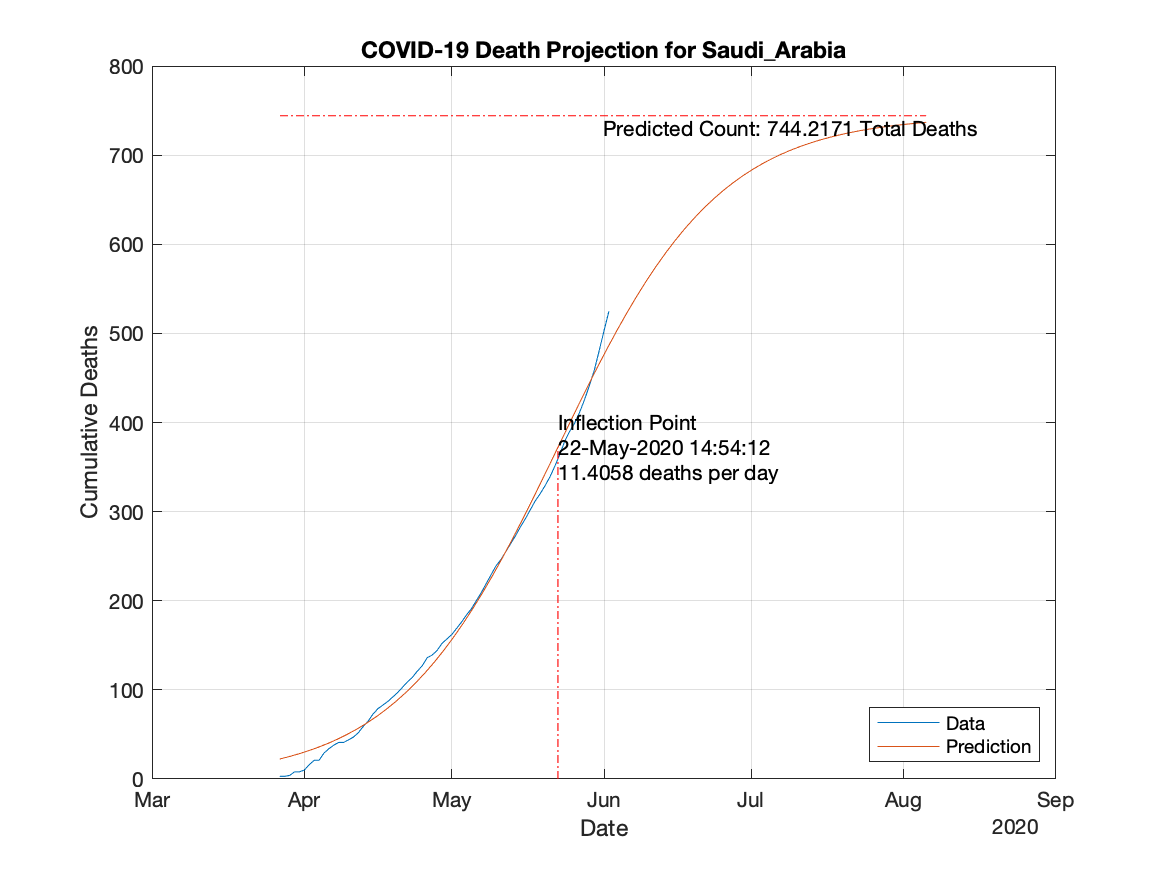 COVID-19 Death Projection for Saudi_Arabia
800
700
600
500
400
300
200
100
0
Cumulative Deaths
Predicted Count: 744.2171 Total Deaths
Inflection Point
22-May-2020 14:54:12
11.4058 deaths per day
Data
Prediction
Mar Apr May Jun Jul Aug Sep
Date
2020